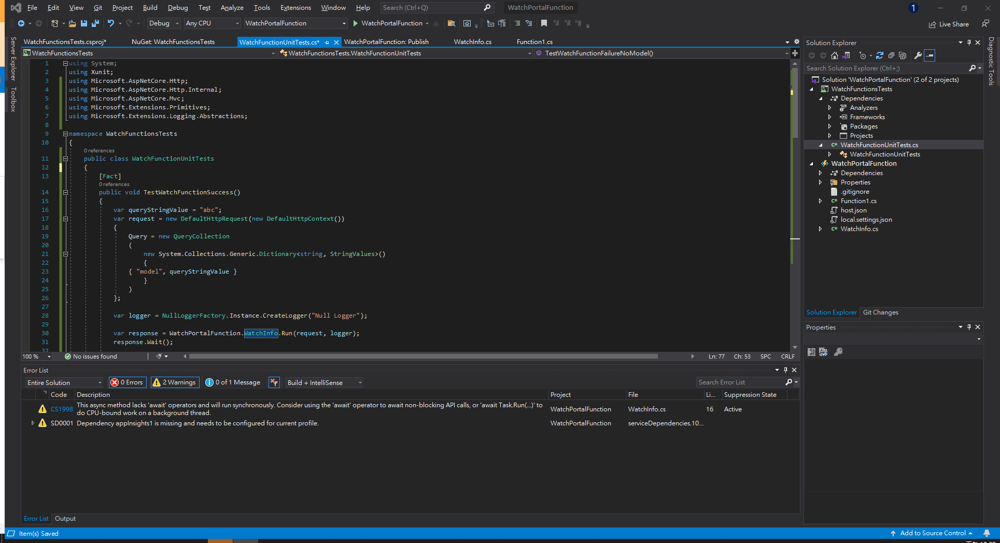 File Edit View Git Project Build Debug Test Analyze Tools Extensions Window Help Search (Ctrl+Q) WatchPortalFunction 1
Debug Any CPU WatchPortalFunction WatchPortalFunction Live Share
Server Explorer
Toolbox
WatchFunctionsTests.csproj* NuGet: WatchFunctionsTests WatchFunctionUnitTests.cs* WatchPortalFunction: Publish WatchInfo.cs Function1.cs
WatchFunctionsTests WatchFunctionsTests.WatchFunctionUnitTests TestWatchFunctionFailureNoModel()
1 using System;
2 using Xunit;
3 using Microsoft.AspNetCore.Http;
4 using Microsoft.AspNetCore.Http.Internal;
5 using Microsoft.AspNetCore.Mvc;
6 using Microsoft.Extensions.Primitives;
7 using Microsoft.Extensions.Logging.Abstractions;
8
9 namespace WatchFunctionsTests
10 {
0 references
11 public class WatchFunctionUnitTests
12 {
13 [Fact]
0 references
14 public void TestWatchFunctionSuccess()
15 {
16 var queryStringValue = "abc";
17 var request = new DefaultHttpRequest(new DefaultHttpContext())
18 {
19 Query = new QueryCollection
20 (
21 new System.Collections.Generic.Dictionary<string, StringValues>()
22 {
23 { "model", queryStringValue }
24 }
25 )
26 };
27
28 var logger = NullLoggerFactory.Instance.CreateLogger("Null Logger");
29
30 var response = WatchPortalFunction.WatchInfo.Run(request, logger);
31 response.Wait();
32
100 % No issues found Ln: 77 Ch: 53 SPC CRLF
Error List
Entire Solution 0 Errors 2 Warnings 0 of 1 Message Build + IntelliSense Search Error List
Code Description Project File Li... Suppression State
CS1998 This async method lacks 'await' operators and will run synchronously. Consider using the 'await' operator to await non-blocking API calls, or 'await Task.Run(...)' to
do CPU-bound work on a background thread. WatchPortalFunction WatchInfo.cs 16 Active
SD0001 Dependency appInsights1 is missing and needs to be configured for current profile. WatchPortalFunction serviceDependencies.10...
Error List Output
Item(s) Saved Add to Source Control
Solution Explorer
Search Solution Explorer (Ctrl+;)
Solution 'WatchPortalFunction' (2 of 2 projects)
WatchFunctionsTests
Dependencies
Analyzers
Frameworks
Packages
Projects
C# WatchFunctionUnitTests.cs
WatchFunctionUnitTests
WatchPortalFunction
Dependencies
Properties
.gitignore
C# Function1.cs
host.json
local.settings.json
C# WatchInfo.cs
Solution Explorer Git Changes
Properties
Diagnostic Tools